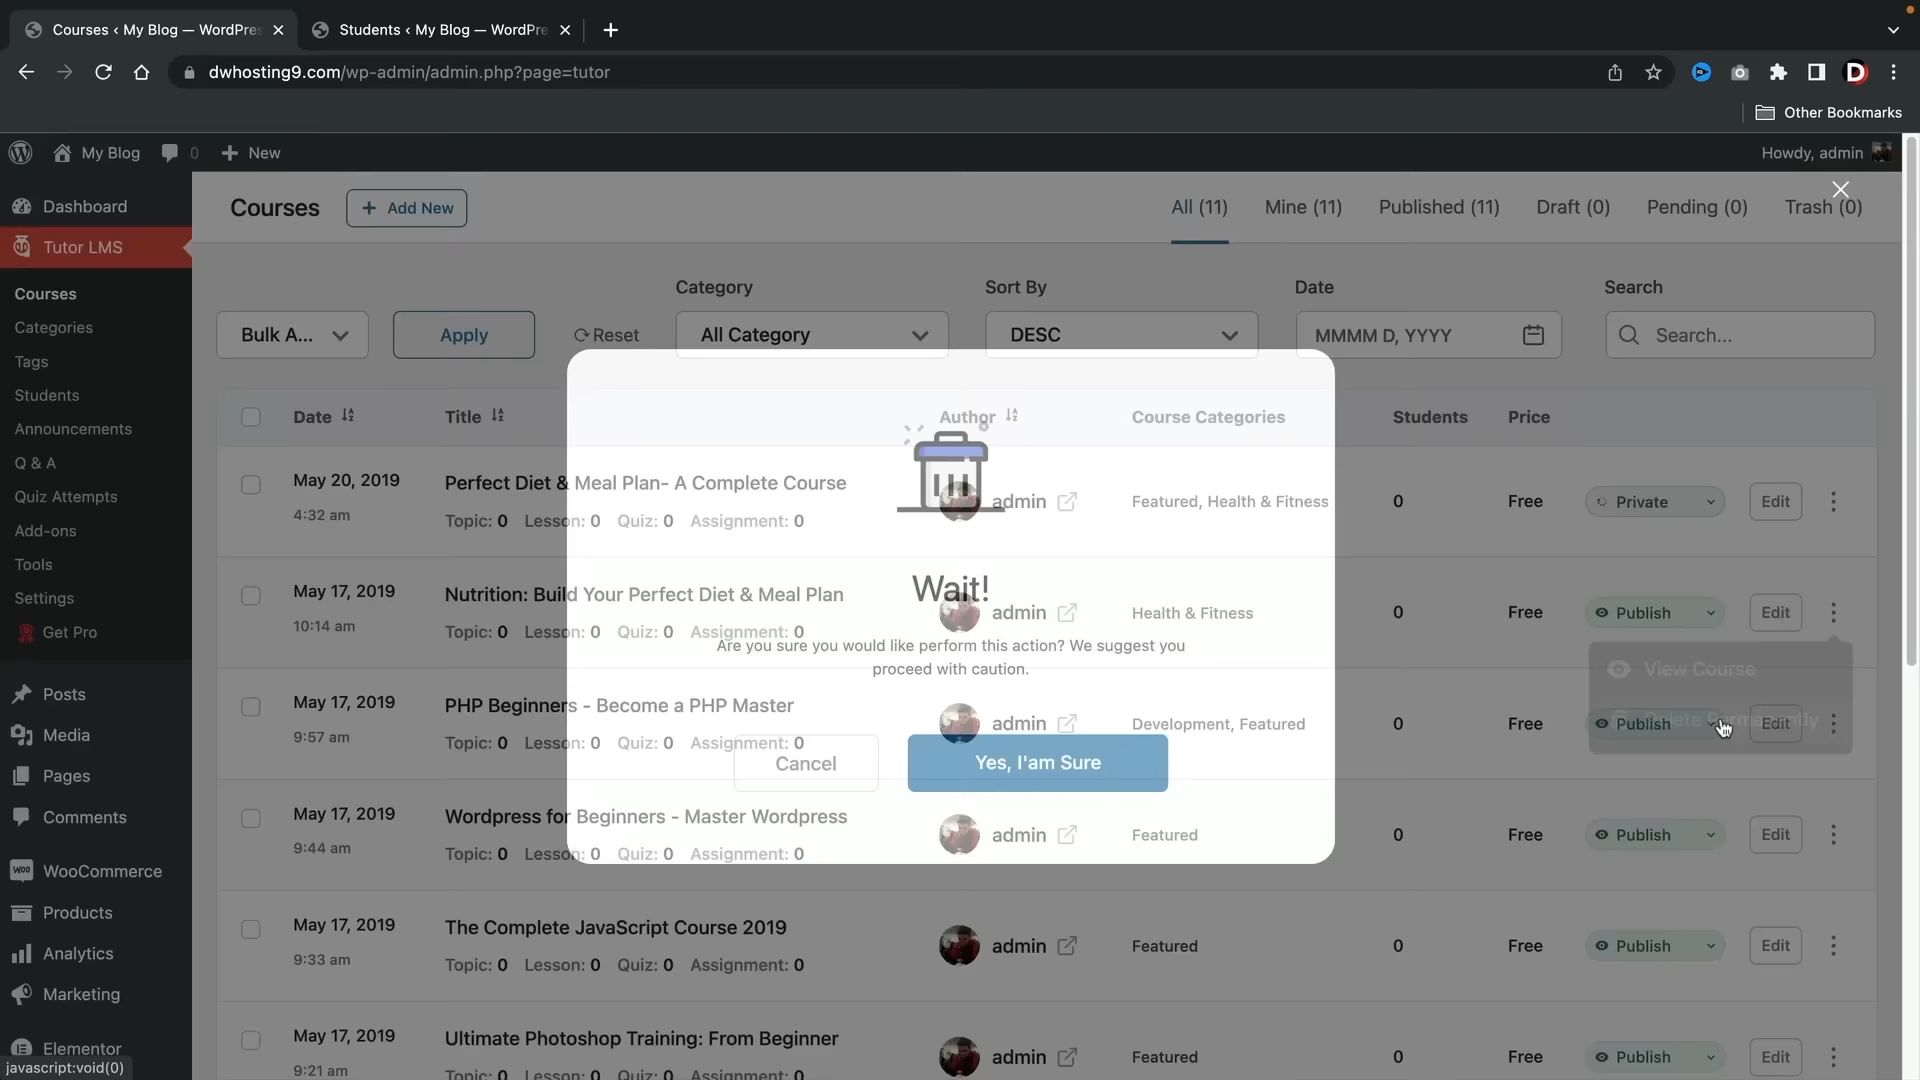 Courses ‹ My Blog — WordPres
Students ‹ My Blog — WordPre
dwhosting9.com/wp-admin/admin.php?page=tutor
Other Bookmarks
My Blog
0
New
Howdy, admin
Dashboard
Tutor LMS
Courses
Categories
Tags
Students
Announcements
Q & A
Quiz Attempts
Add-ons
Tools
Settings
Get Pro
Posts
Media
Pages
Comments
WooCommerce
Products
Analytics
Marketing
Elementor
javascript:void(0)
Courses
Add New
All (11)
Mine (11)
Published (11)
Draft (0)
Pending (0)
Trash (0)
Category
Sort By
Date
Search
Bulk A...
Apply
Reset
All Category
DESC
MMMM D, YYYY
Search...
Date
Title
Author
Course Categories
Students
Price
May 20, 2019
4:32 am
Perfect Diet & Meal Plan- A Complete Course
Topic: 0 Lesson: 0 Quiz: 0 Assignment: 0
admin
Featured, Health & Fitness
0
Free
Private
Edit
May 17, 2019
10:14 am
Nutrition: Build Your Perfect Diet & Meal Plan
Topic: 0 Lesson: 0 Quiz: 0 Assignment: 0
admin
Health & Fitness
0
Free
Publish
Edit
View Course
Delete Permanently
May 17, 2019
9:57 am
PHP Beginners - Become a PHP Master
Topic: 0 Lesson: 0 Quiz: 0 Assignment: 0
admin
Development, Featured
0
Free
Publish
Edit
May 17, 2019
9:44 am
Wordpress for Beginners - Master Wordpress
Topic: 0 Lesson: 0 Quiz: 0 Assignment: 0
admin
Featured
0
Free
Publish
Edit
May 17, 2019
9:33 am
The Complete JavaScript Course 2019
Topic: 0 Lesson: 0 Quiz: 0 Assignment: 0
admin
Featured
0
Free
Publish
Edit
May 17, 2019
9:21 am
Ultimate Photoshop Training: From Beginner
Topic: 0 Lesson: 0 Quiz: 0 Assignment: 0
admin
Featured
0
Free
Publish
Edit
Wait!
Are you sure you would like perform this action? We suggest you
proceed with caution.
Cancel
Yes, I'am Sure